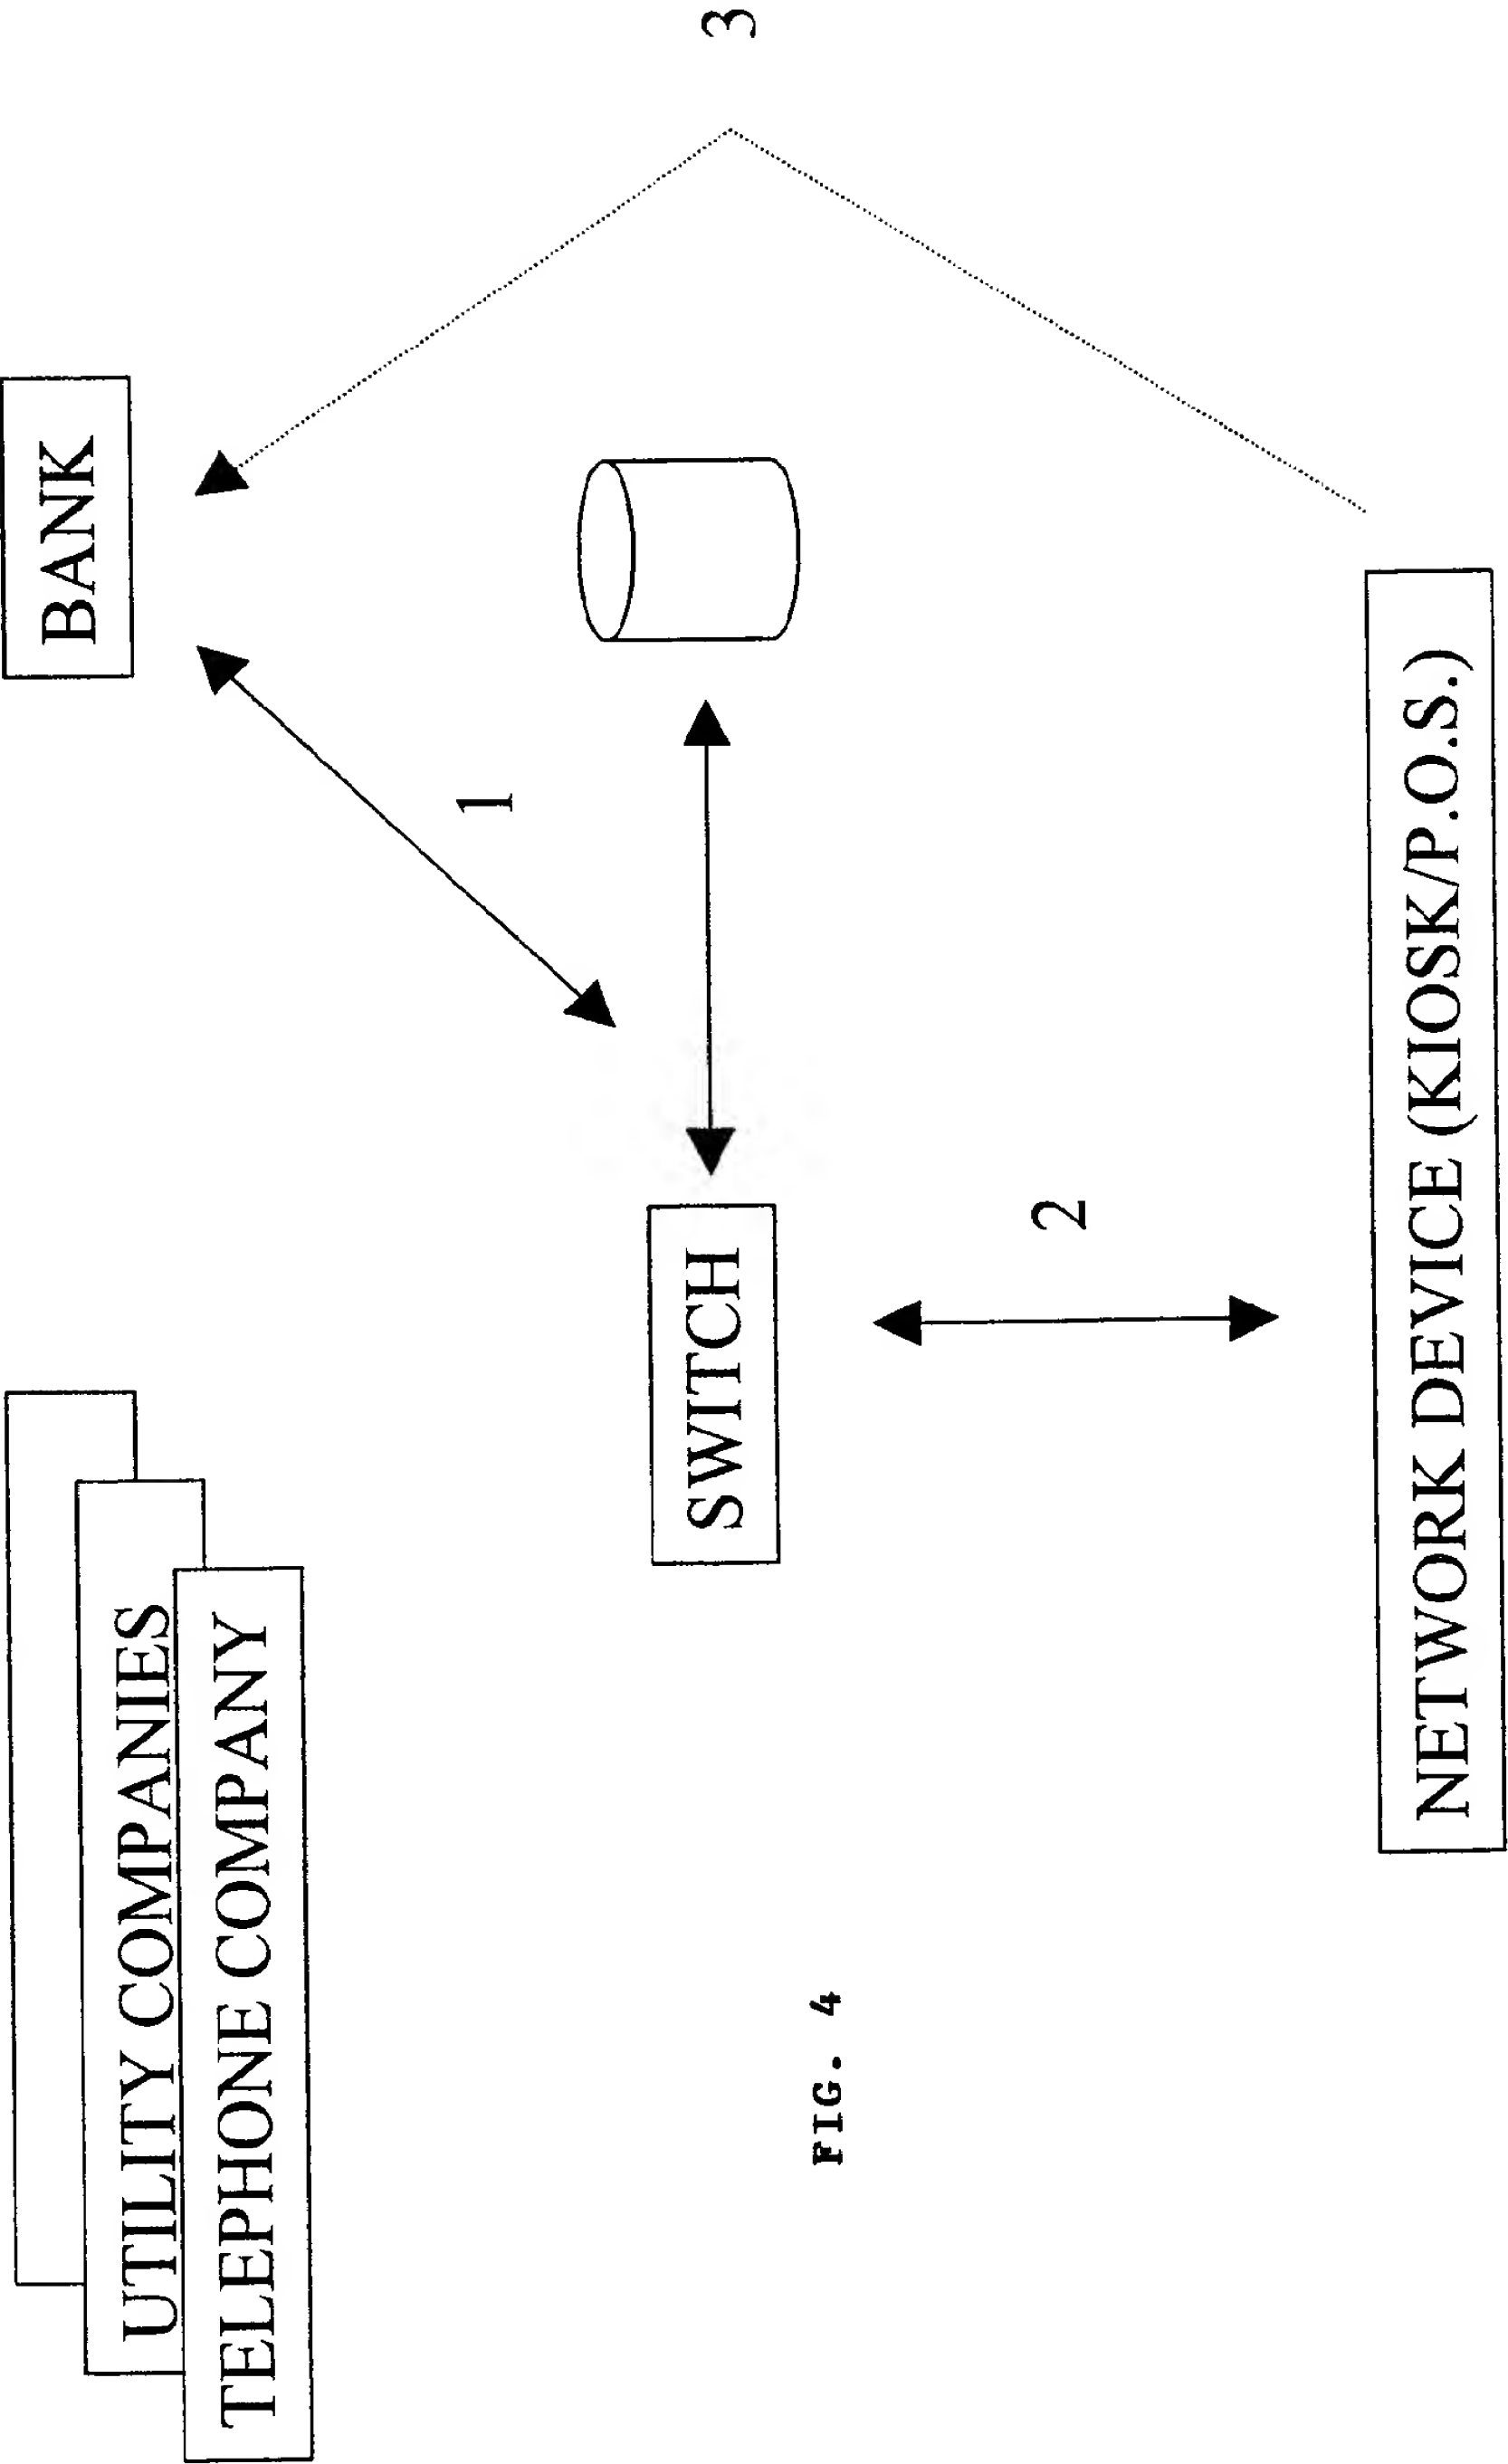 UTILITY COMPANIES
TELEPHONE COMPANY
BANK
1
SWITCH
2
3
NETWORK DEVICE (KIOSK/P.O.S.)
FIG. 4